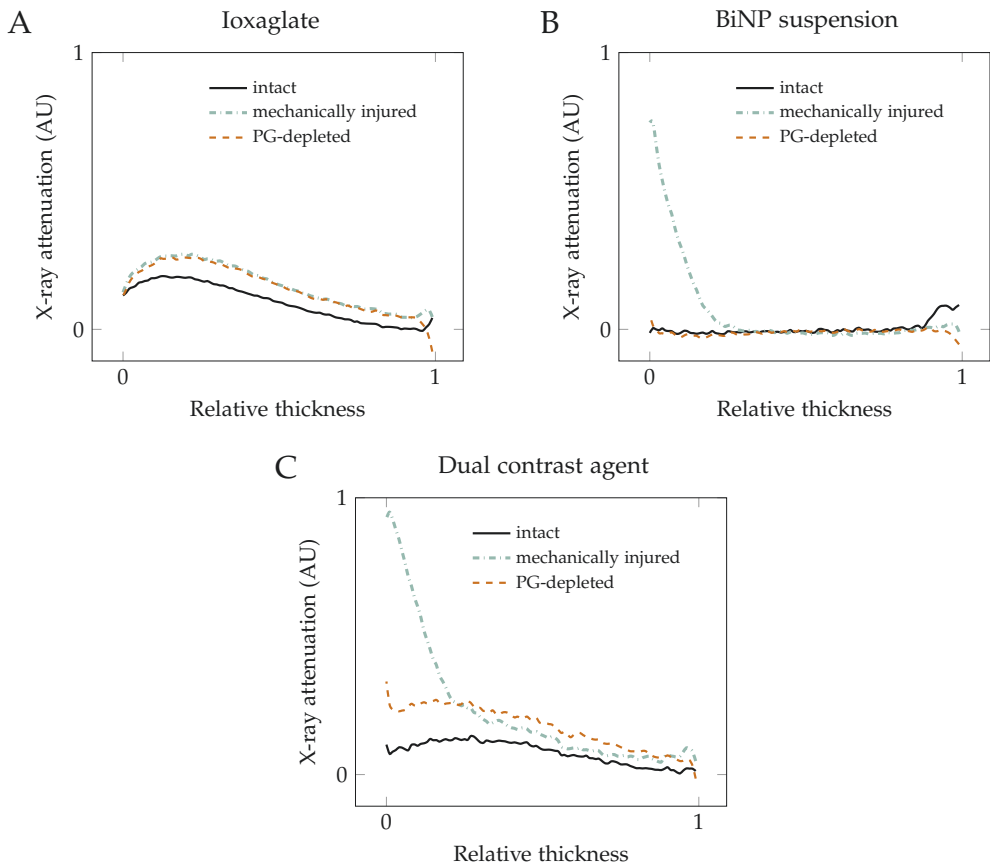 A
Ioxaglate
1
intact
mechanically injured
PG-depleted
X-ray attenuation (AU)
0
0
1
Relative thickness
B
BiNP suspension
1
intact
mechanically injured
PG-depleted
X-ray attenuation (AU)
0
0
1
Relative thickness
C
Dual contrast agent
1
intact
mechanically injured
PG-depleted
X-ray attenuation (AU)
0
0
1
Relative thickness